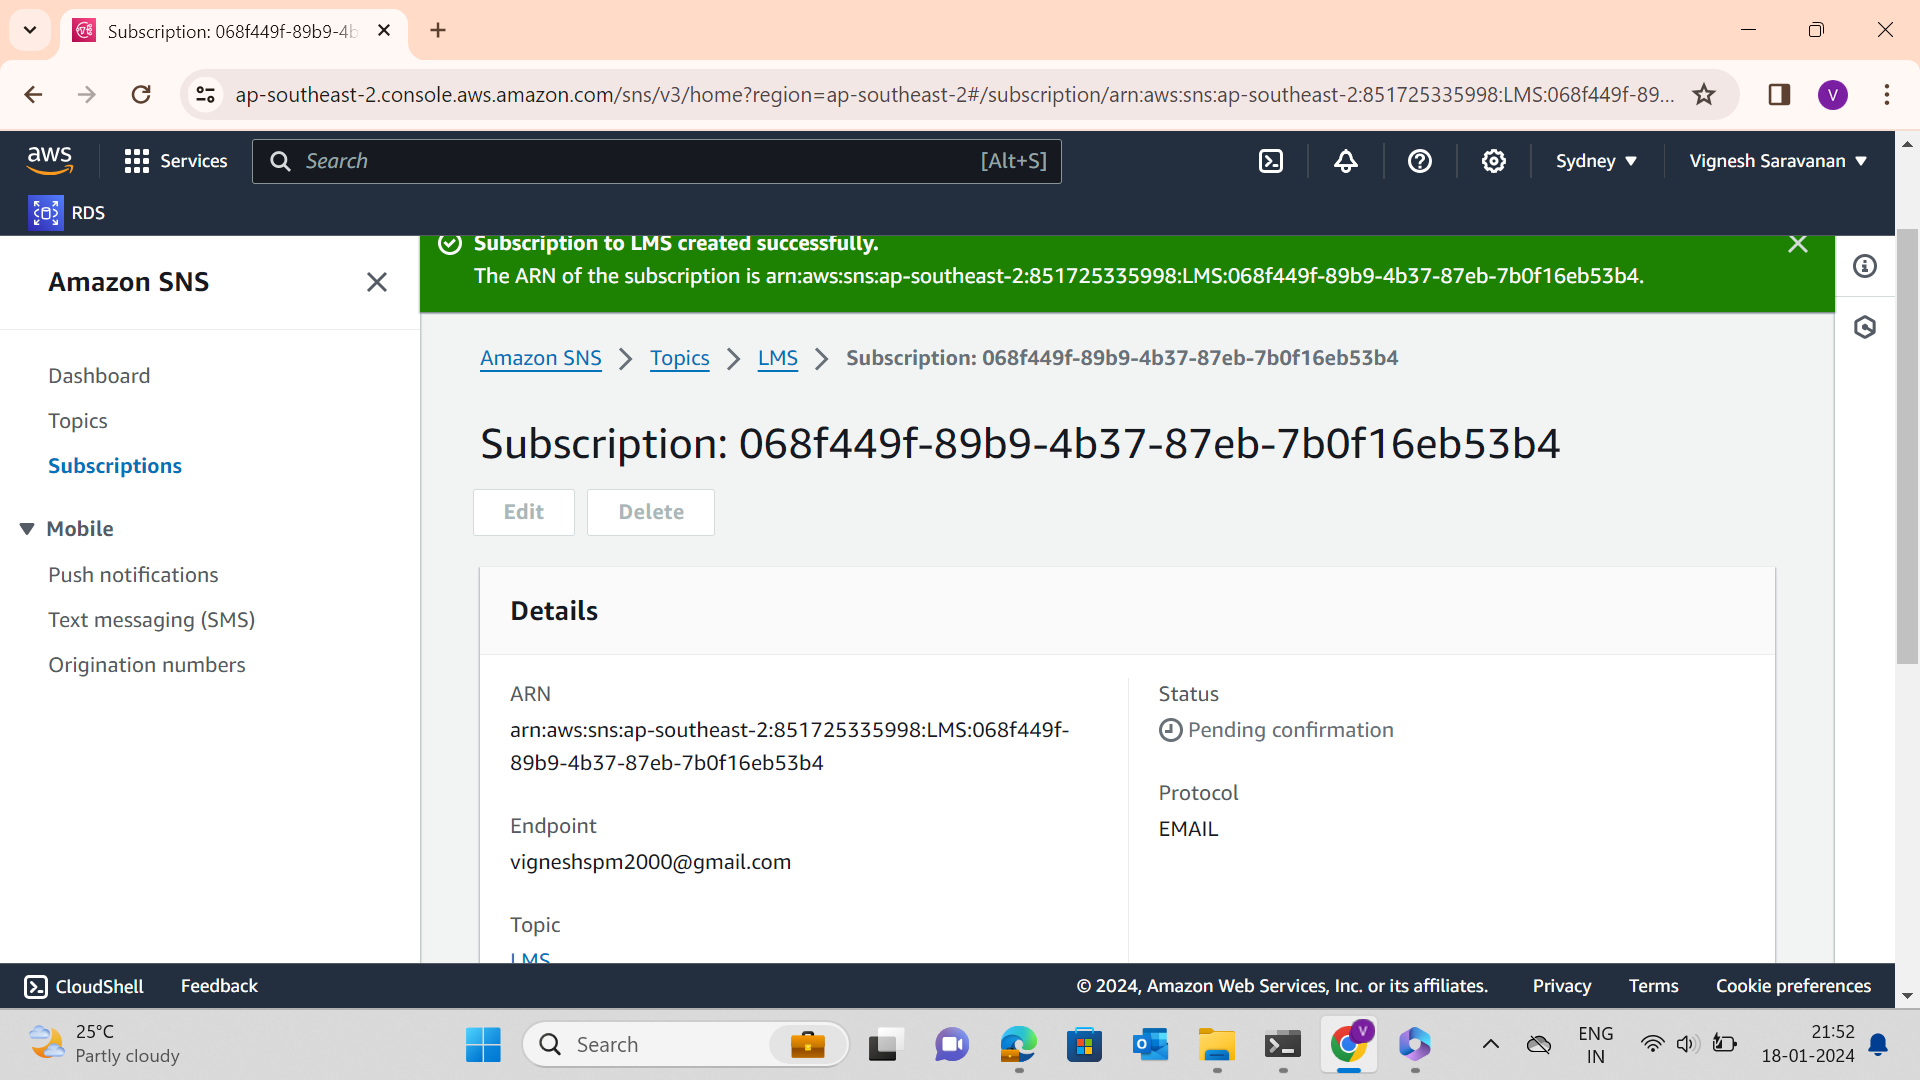 Subscription: 068f449f-89b9-4b
ap-southeast-2.console.aws.amazon.com/sns/v3/home?region=ap-southeast-2#/subscription/arn:aws:sns:ap-southeast-2:851725335998:LMS:068f449f-89...
V
aws
Services
Search
[Alt+S]
Sydney
Vignesh Saravanan
RDS
Amazon SNS
Dashboard
Topics
Subscriptions
Mobile
Push notifications
Text messaging (SMS)
Origination numbers
Subscription to LMS created successfully.
The ARN of the subscription is arn:aws:sns:ap-southeast-2:851725335998:LMS:068f449f-89b9-4b37-87eb-7b0f16eb53b4.
Amazon SNS
Topics
LMS
Subscription: 068f449f-89b9-4b37-87eb-7b0f16eb53b4
Subscription: 068f449f-89b9-4b37-87eb-7b0f16eb53b4
Edit
Delete
Details
ARN
arn:aws:sns:ap-southeast-2:851725335998:LMS:068f449f-
89b9-4b37-87eb-7b0f16eb53b4
Endpoint
vigneshspm2000@gmail.com
Topic
LMS
Status
Pending confirmation
Protocol
EMAIL
CloudShell
Feedback
© 2024, Amazon Web Services, Inc. or its affiliates.
Privacy
Terms
Cookie preferences
25°C
Partly cloudy
Search
V
ENG
IN
21:52
18-01-2024